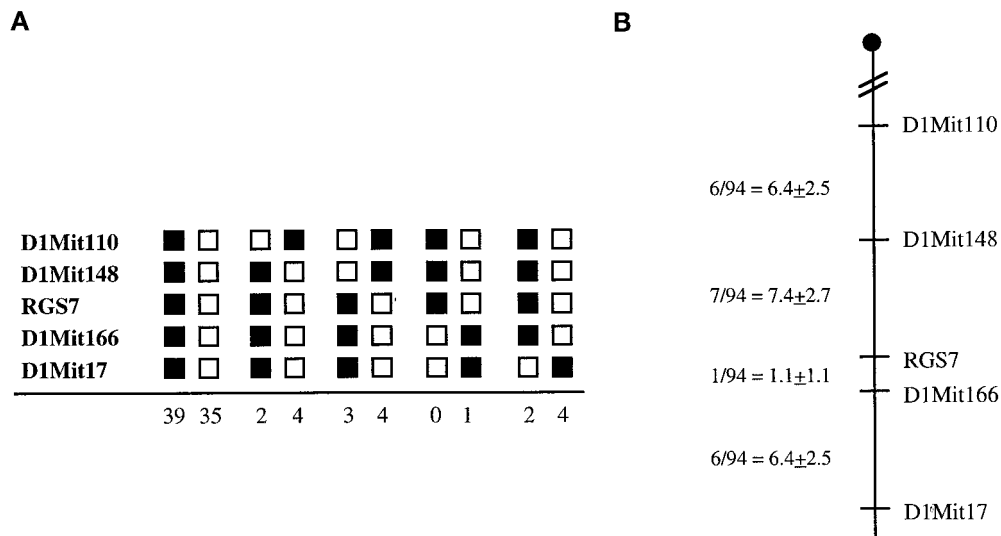 A
D1Mit110
D1Mit148
RGS7
D1Mit166
D1Mit17
39 35 2 4 3 4 0 1 2 4
B
D1Mit110
6/94 = 6.4±2.5
D1Mit148
7/94 = 7.4±2.7
RGS7
1/94 = 1.1±1.1
D1Mit166
6/94 = 6.4±2.5
D1Mit17